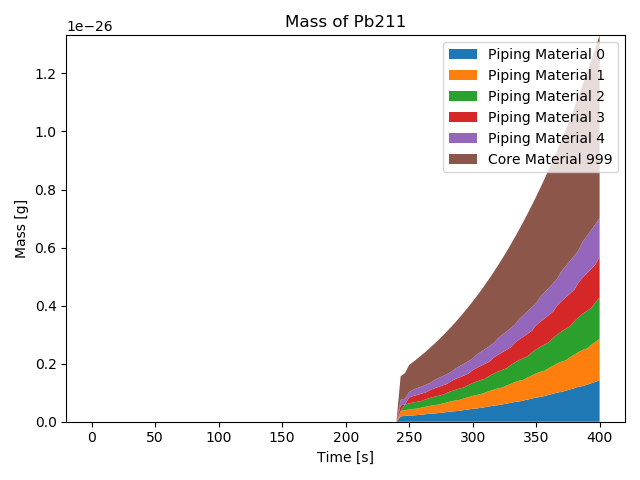 Mass of Pb211
1e−26
Mass [g]
1.2
1.0
0.8
0.6
0.4
0.2
0.0
Piping Material 0
Piping Material 1
Piping Material 2
Piping Material 3
Piping Material 4
Core Material 999
0 50 100 150 200 250 300 350 400
Time [s]